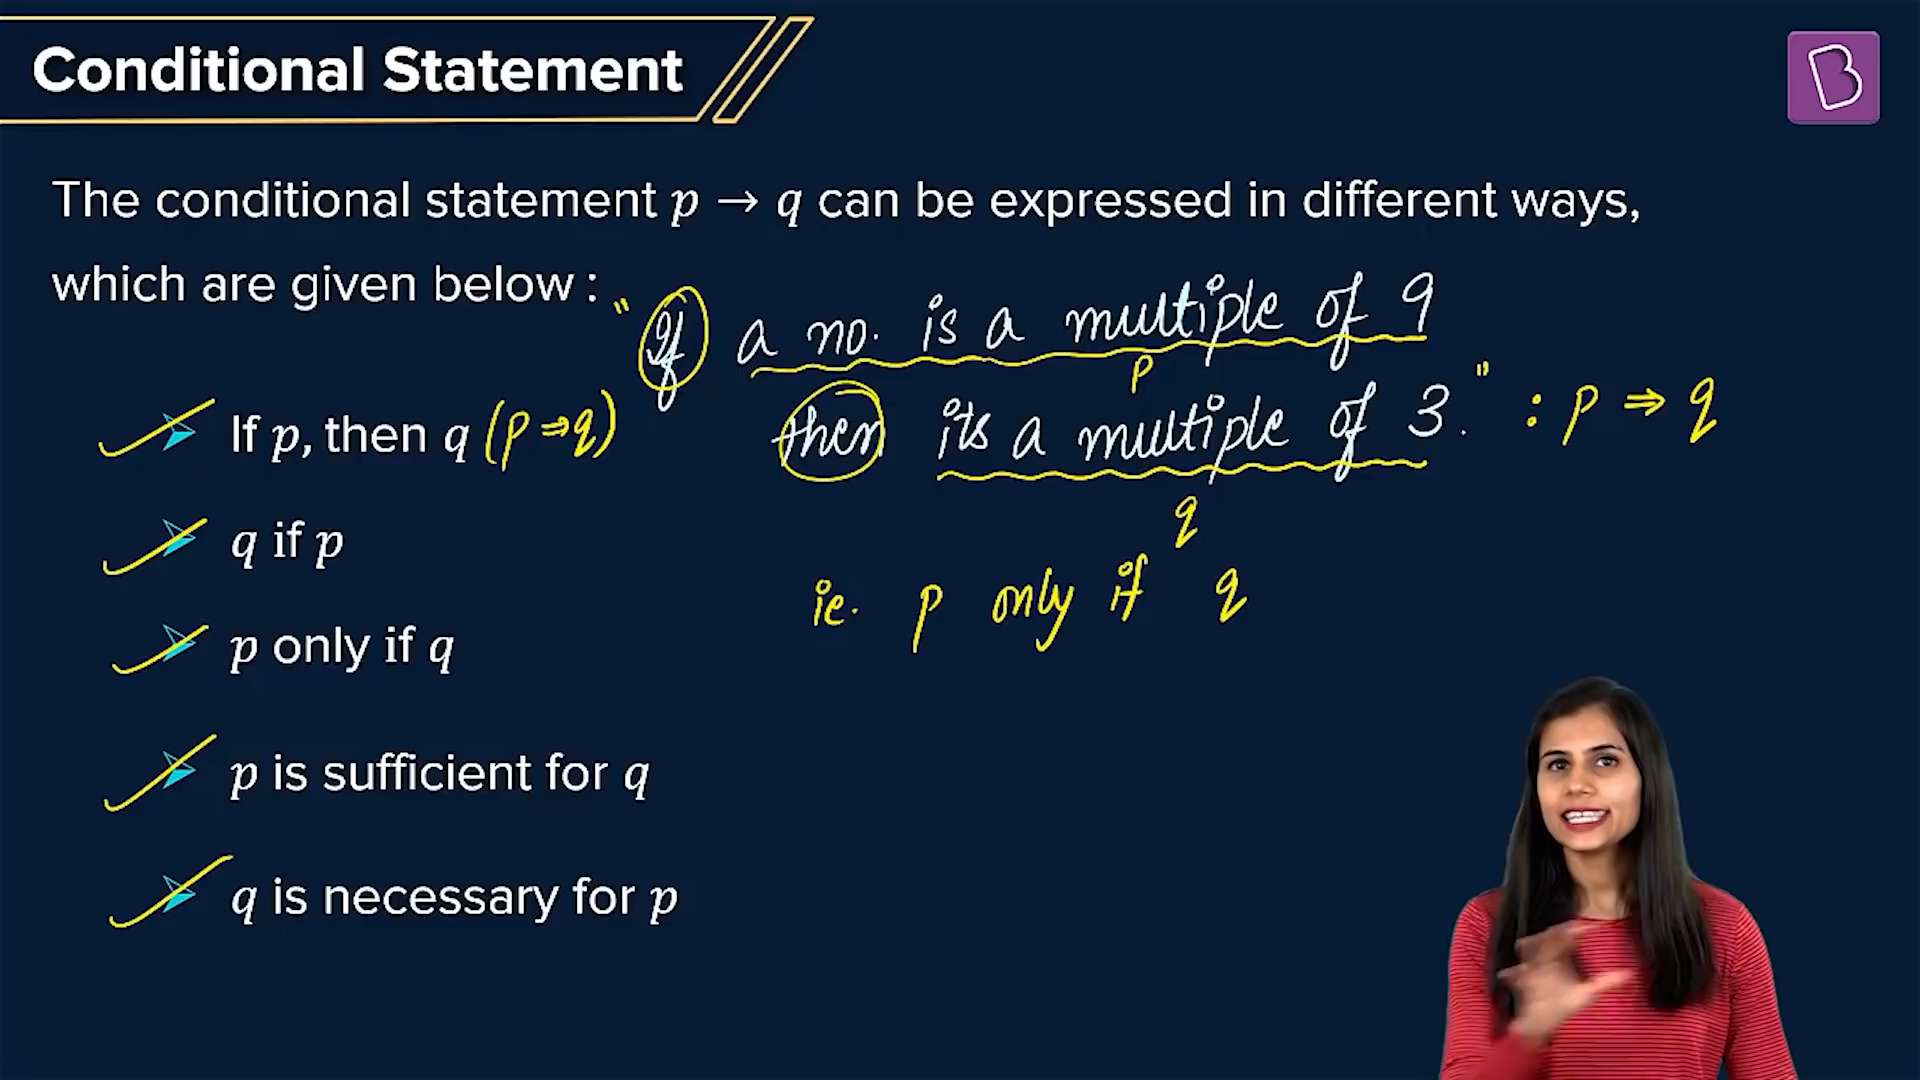 Conditional Statement
B
The conditional statement p → q can be expressed in different ways,
which are given below :
"If a no. is a multiple of 9
p
then its a multiple of 3." : p ⇒ q
q
ie. p only if q
If p, then q (p ⇒ q)
q if p
p only if q
p is sufficient for q
q is necessary for p